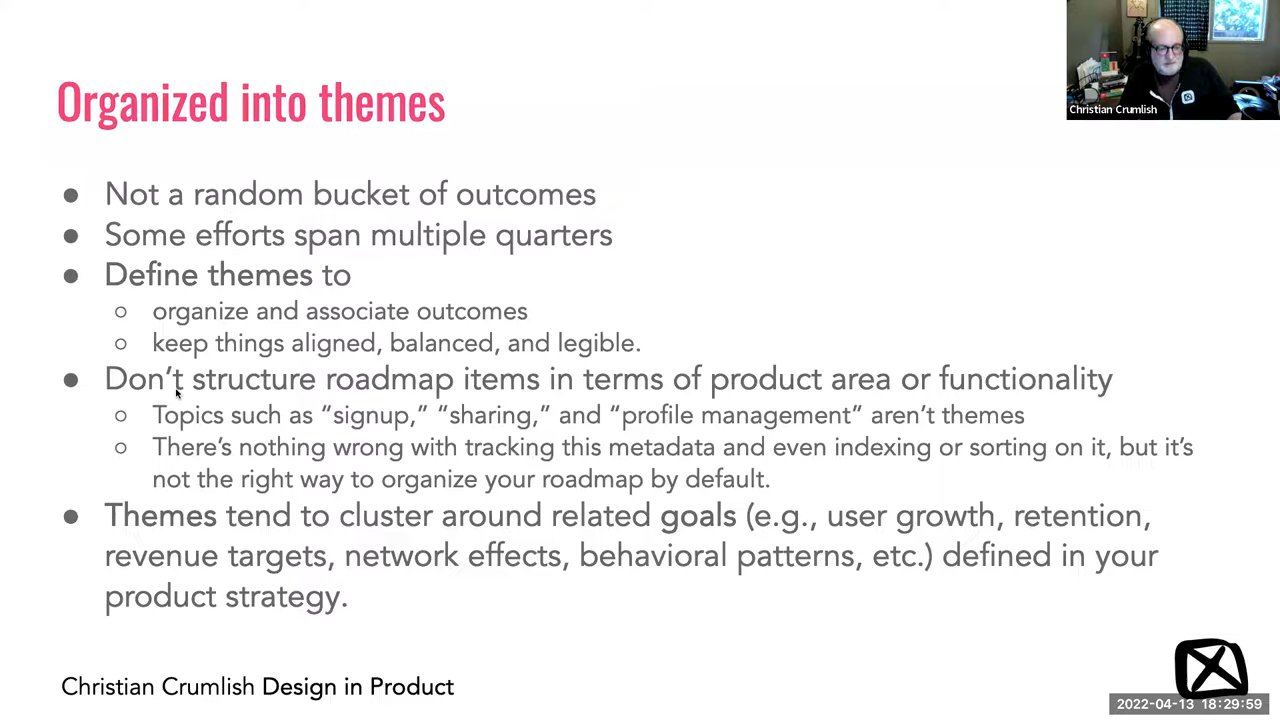 Organized into themes
Christian Crumlish
● Not a random bucket of outcomes
● Some efforts span multiple quarters
● Define themes to
○ organize and associate outcomes
○ keep things aligned, balanced, and legible.
● Don’t structure roadmap items in terms of product area or functionality
○ Topics such as “signup,” “sharing,” and “profile management” aren’t themes
○ There’s nothing wrong with tracking this metadata and even indexing or sorting on it, but it’s
not the right way to organize your roadmap by default.
● Themes tend to cluster around related goals (e.g., user growth, retention,
revenue targets, network effects, behavioral patterns, etc.) defined in your
product strategy.
Christian Crumlish Design in Product
2022-04-13 18:29:59